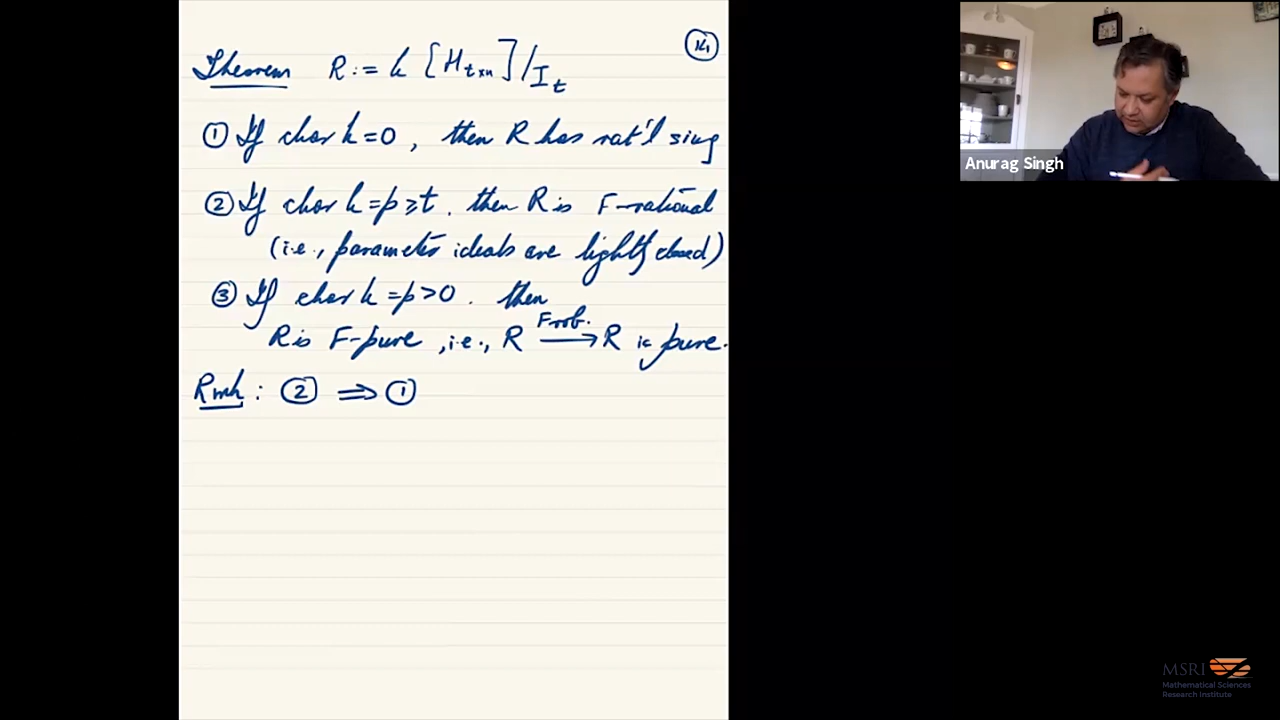 14
Theorem R := k [H_{t×n}]/I_t
① If char k=0, then R has rat'l sing
② If char k=p≥t, then R is F-rational
(i.e., parameter ideals are tightly closed)
③ If char k=p>0, then
R is F-pure, i.e., R \xrightarrow{Frob.} R is pure.
Rmk: ② ⟹ ①
Anurag Singh
MSRI
Mathematical Sciences
Research Institute